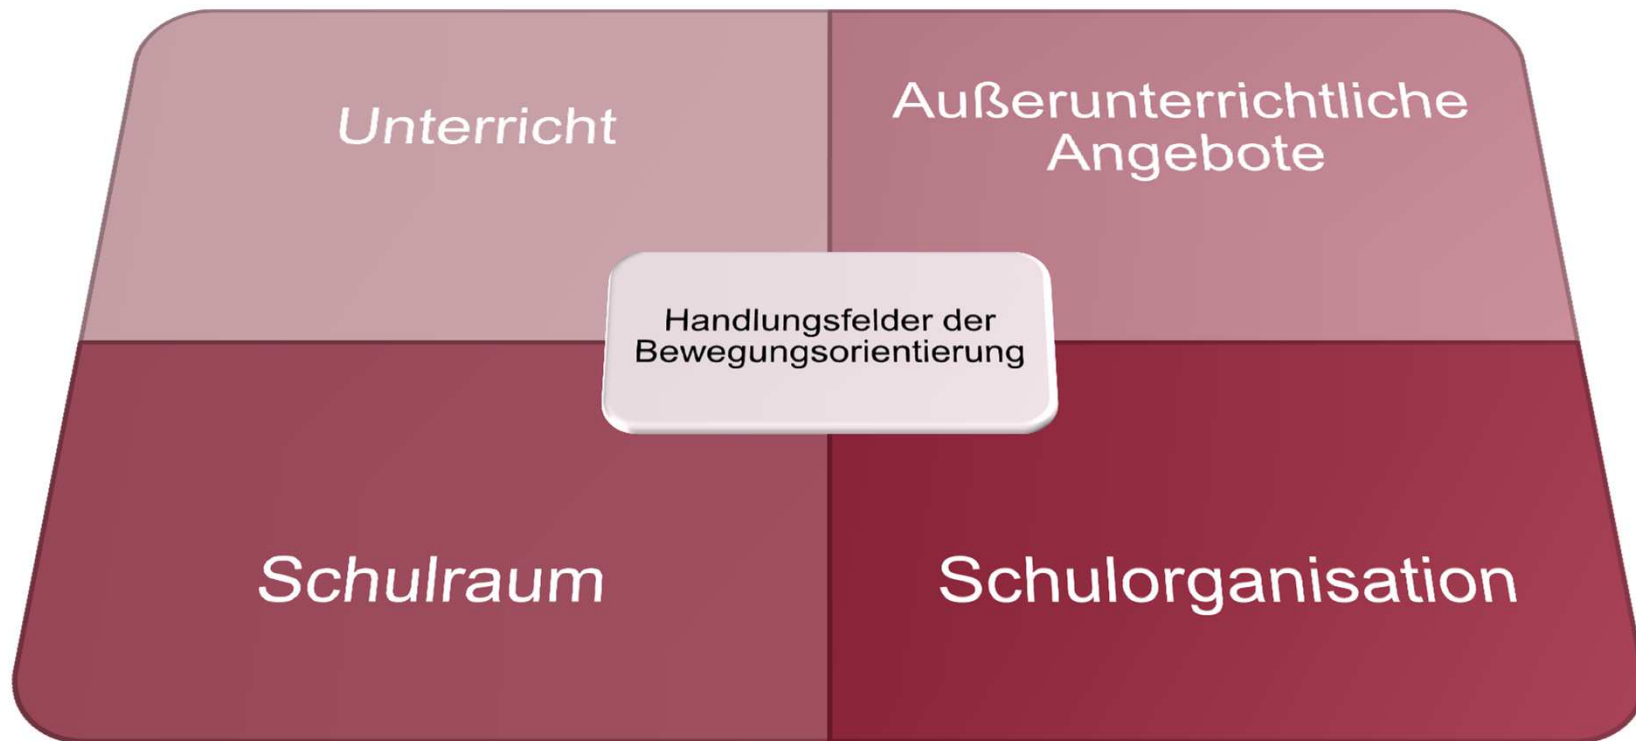 Unterricht
Außerunterrichtliche
Angebote
Handlungsfelder der
Bewegungsorientierung
Schulraum
Schulorganisation